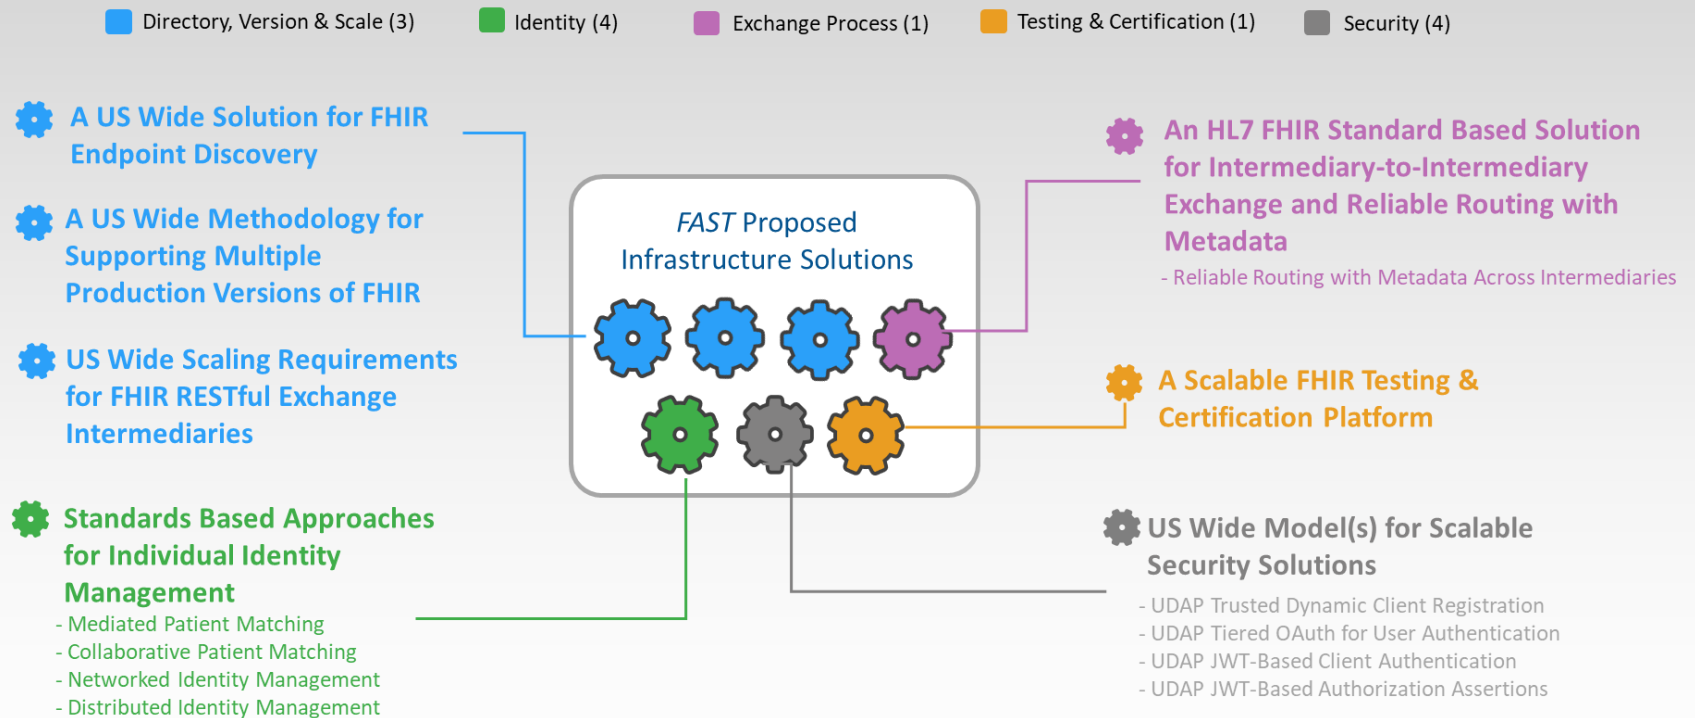 Directory, Version & Scale (3)
Identity (4)
Exchange Process (1)
Testing & Certification (1)
Security (4)
A US Wide Solution for FHIR
Endpoint Discovery
A US Wide Methodology for
Supporting Multiple
Production Versions of FHIR
US Wide Scaling Requirements
for FHIR RESTful Exchange
Intermediaries
Standards Based Approaches
for Individual Identity
Management
- Mediated Patient Matching
- Collaborative Patient Matching
- Networked Identity Management
- Distributed Identity Management
FAST Proposed
Infrastructure Solutions
An HL7 FHIR Standard Based Solution
for Intermediary-to-Intermediary
Exchange and Reliable Routing with
Metadata
- Reliable Routing with Metadata Across Intermediaries
A Scalable FHIR Testing &
Certification Platform
US Wide Model(s) for Scalable
Security Solutions
- UDAP Trusted Dynamic Client Registration
- UDAP Tiered OAuth for User Authentication
- UDAP JWT-Based Client Authentication
- UDAP JWT-Based Authorization Assertions